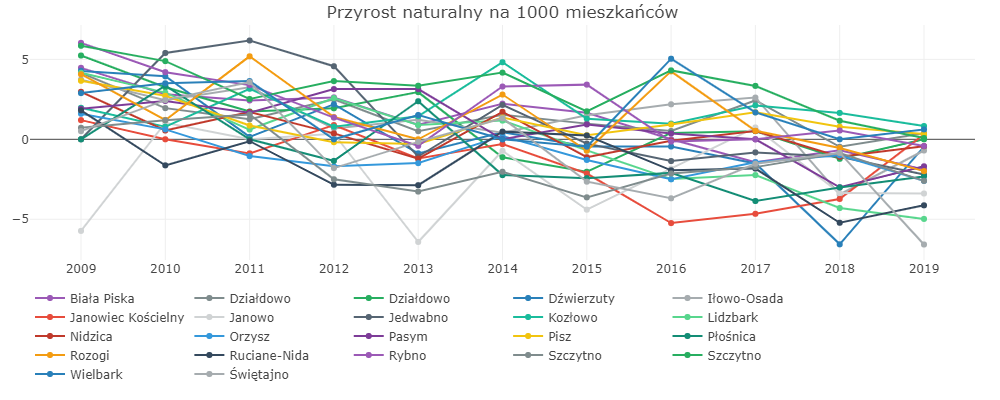 Przyrost naturalny na 1000 mieszkańców
5
0
−5
2009 2010 2011 2012 2013 2014 2015 2016 2017 2018 2019
Biała Piska Działdowo Działdowo Dźwierzuty Iłowo-Osada
Janowiec Kościelny Janowo Jedwabno Kozłowo Lidzbark
Nidzica Orzysz Pasym Pisz Płośnica
Rozogi Ruciane-Nida Rybno Szczytno Szczytno
Wielbark Świętajno